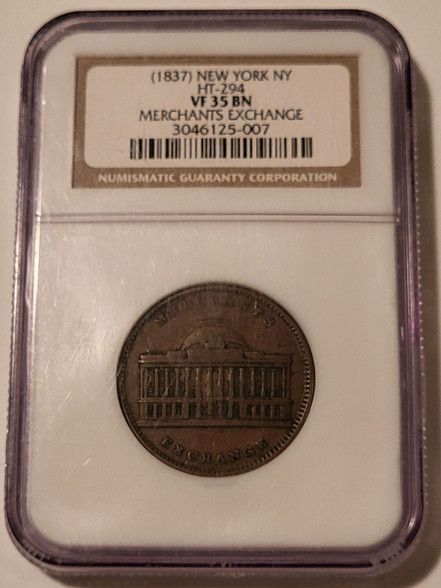 (1837) NEW YORK NY
HT-294
VF 35 BN
MERCHANTS EXCHANGE
3046125-007
NUMISMATIC GUARANTY CORPORATION
MERCHANTS
EXCHANGE